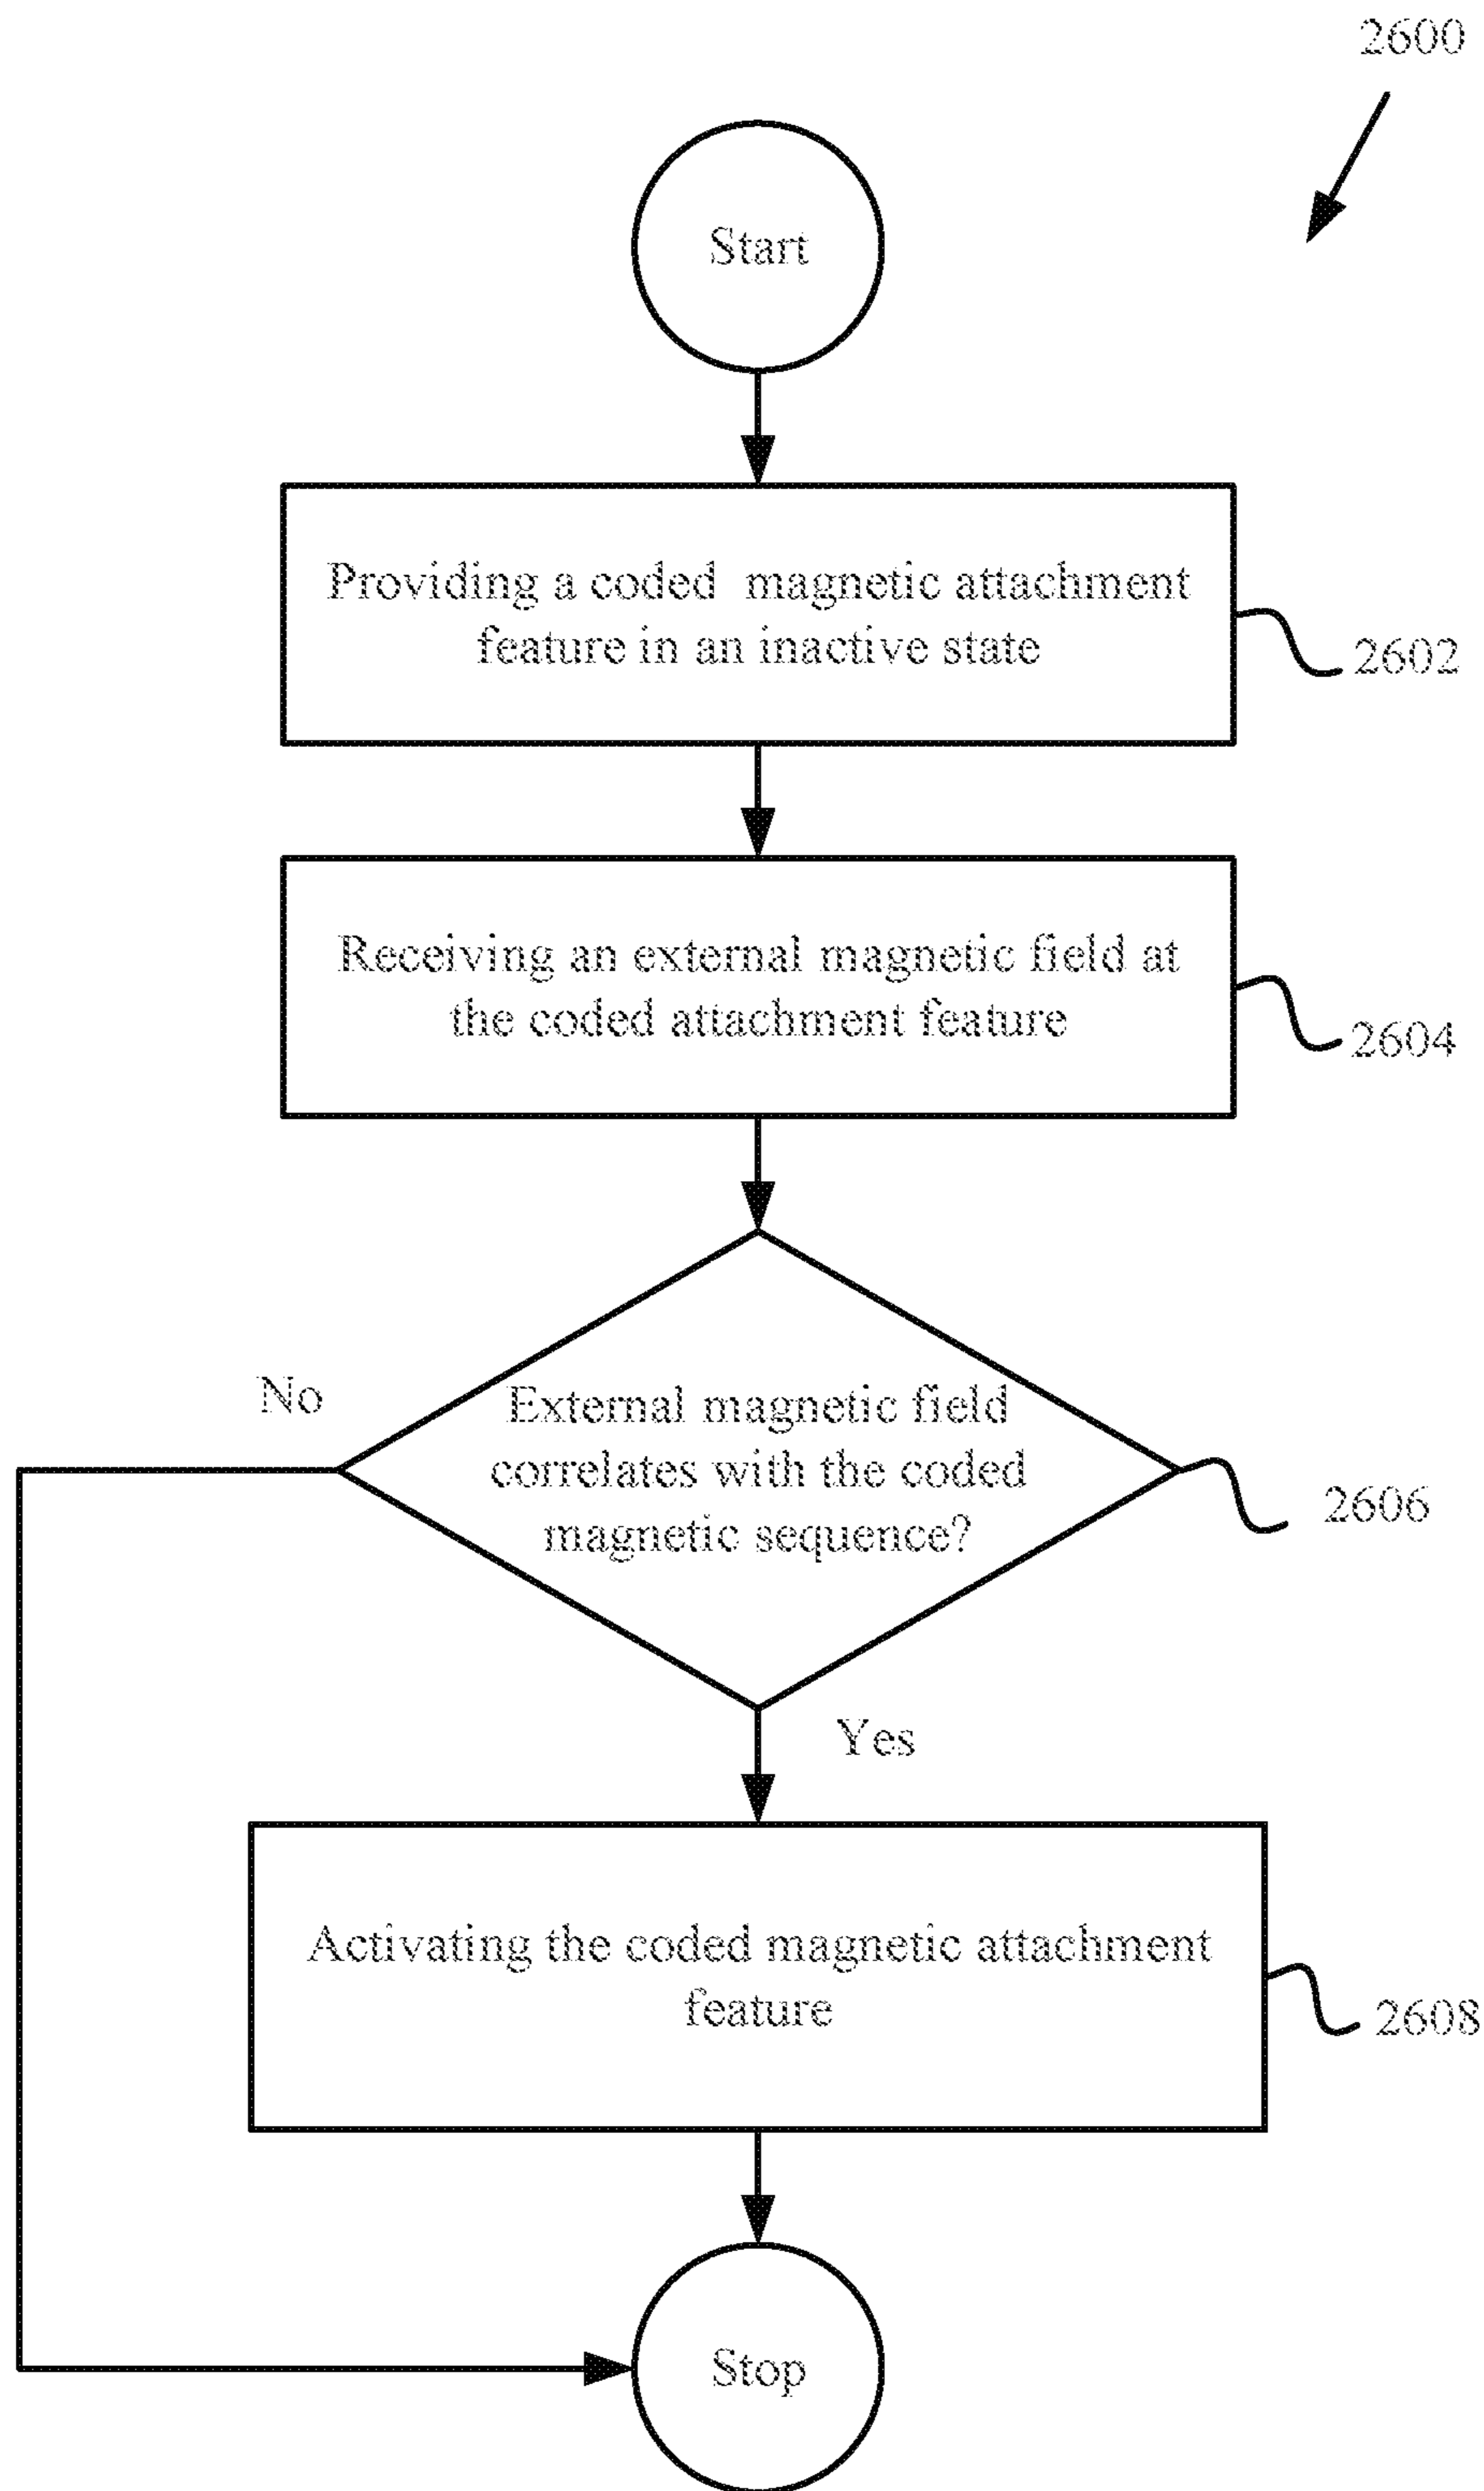 2600
Start
Providing a coded magnetic attachment
feature in an inactive state
2602
Receiving an external magnetic field at
the coded attachment feature
2604
No
External magnetic field
correlates with the coded
magnetic sequence?
2606
Yes
Activating the coded magnetic attachment
feature
2608
Stop